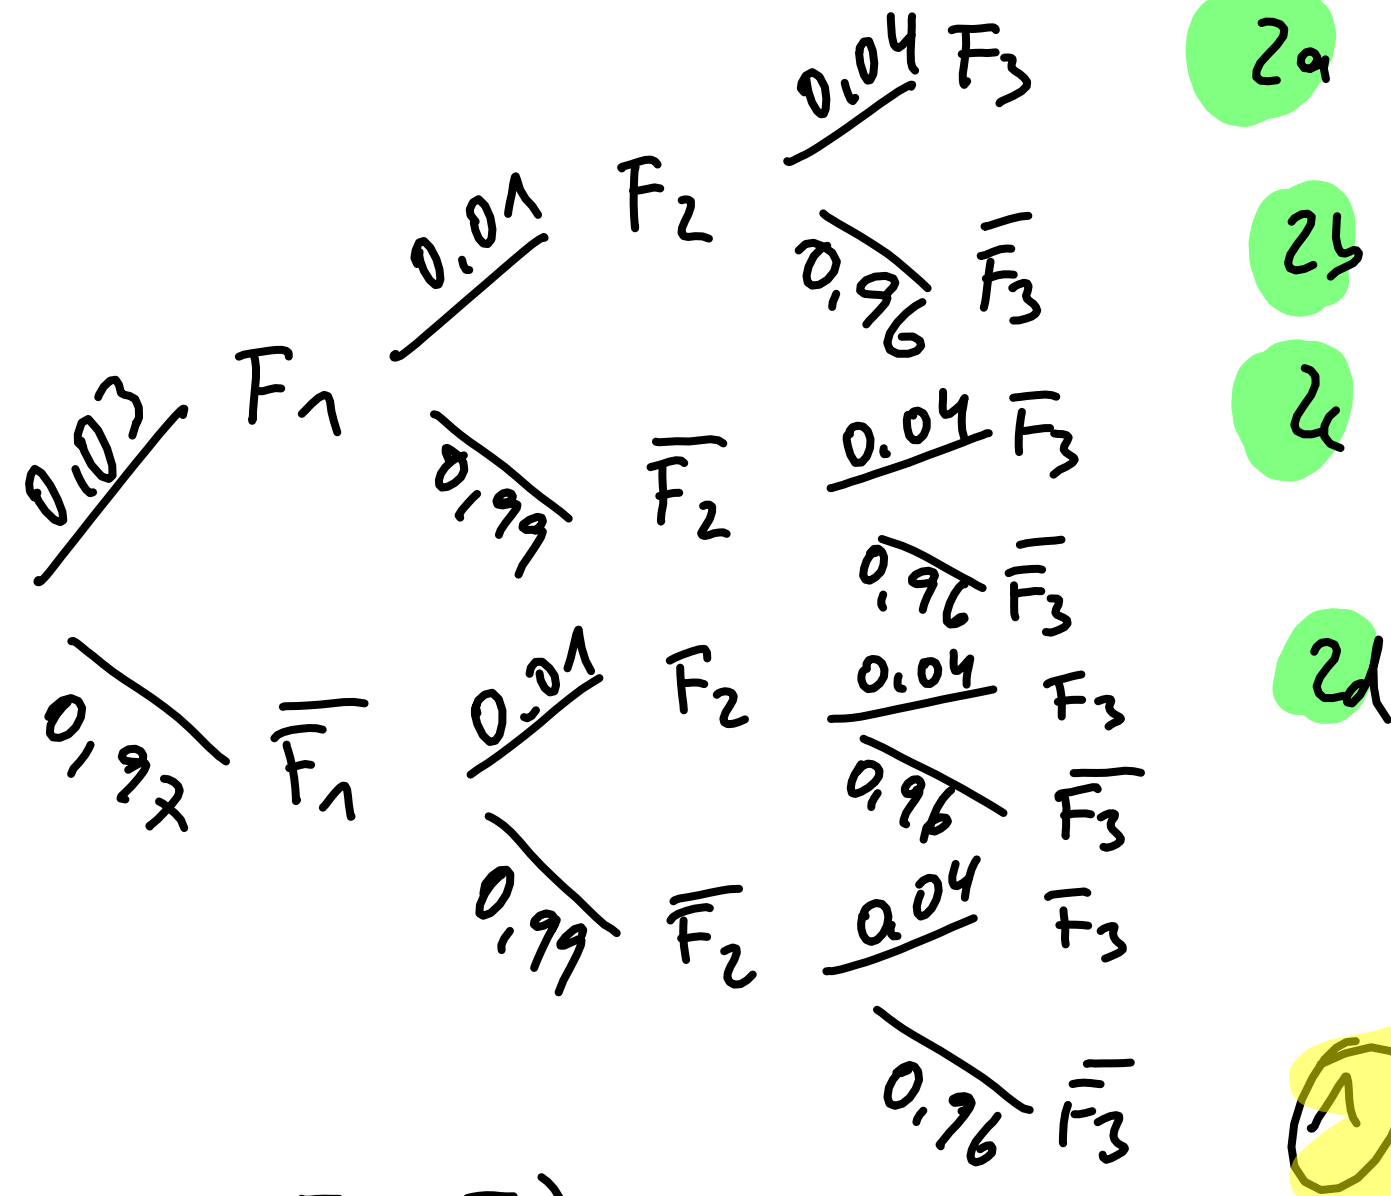 0.04 F3 2a
0.01 F2
0,96 F̅3 2b
0.03 F1
0,99 F̅2
0.04 F3 2c
0,96 F̅3
0,97 F̅1
0.01 F2
0.04 F3 2d
0,96 F̅3
0,99 F̅2
0.04 F3
0,96 F̅3 1